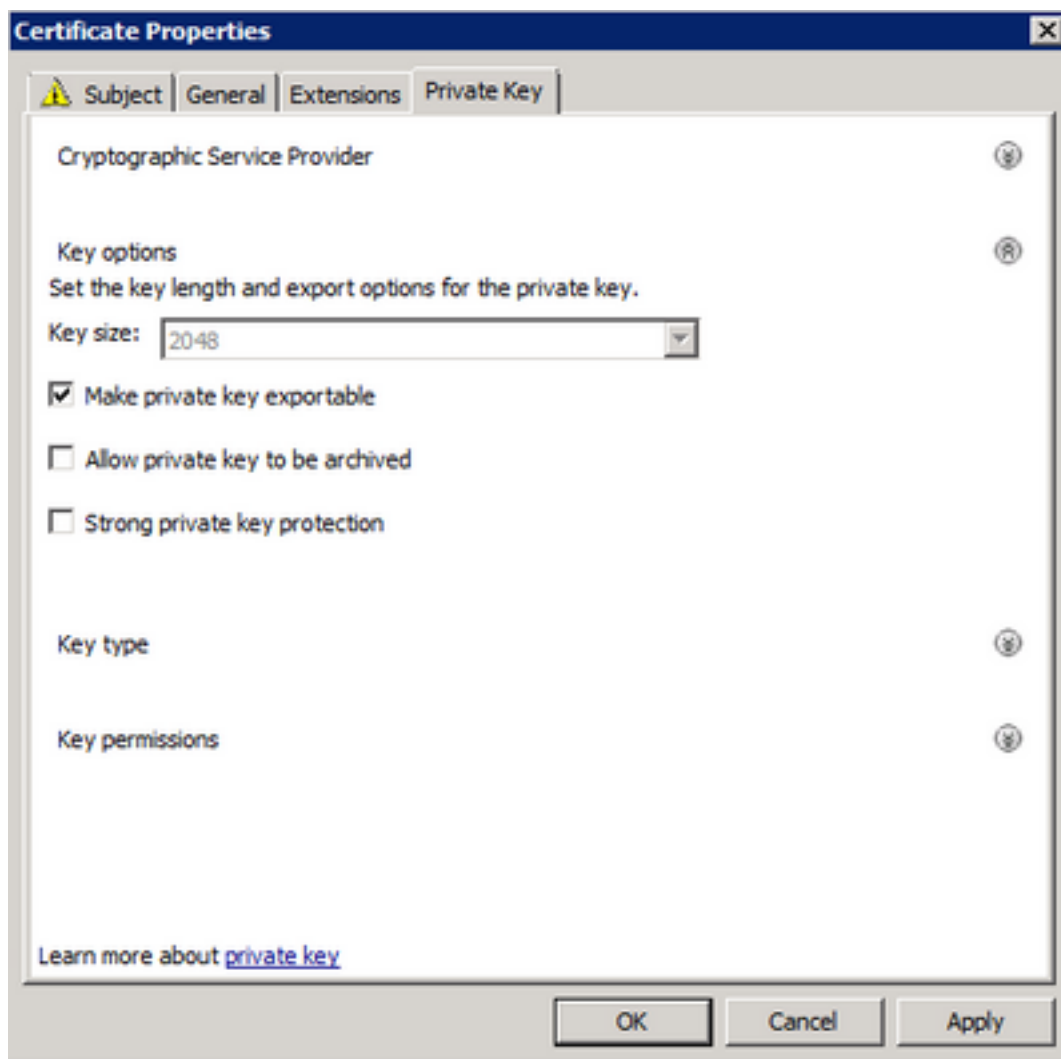 Certificate Properties
Subject General Extensions Private Key
Cryptographic Service Provider
Key options
Set the key length and export options for the private key.
Key size: 2048
Make private key exportable
Allow private key to be archived
Strong private key protection
Key type
Key permissions
Learn more about private key
OK Cancel Apply